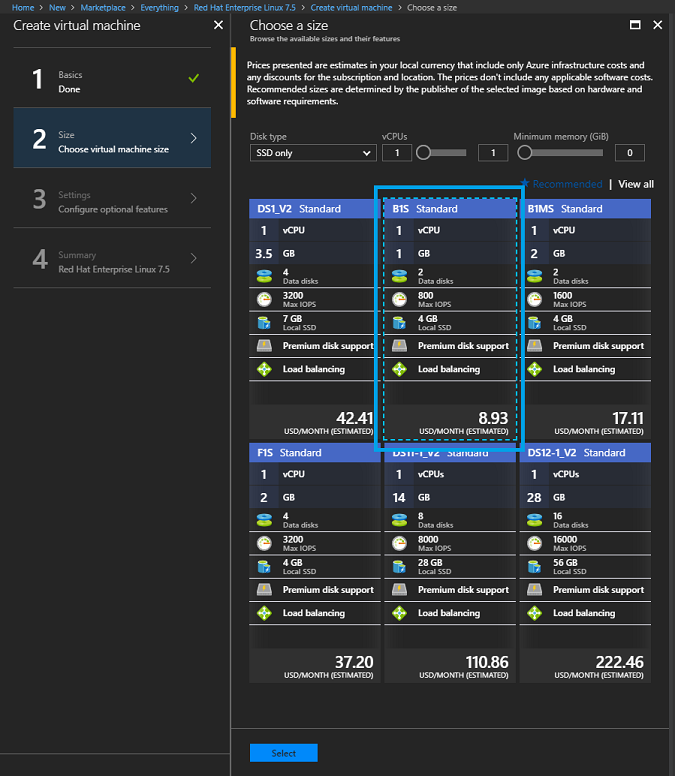 Home > New > Marketplace > Everything > Red Hat Enterprise Linux 7.5 > Create virtual machine > Choose a size
Create virtual machine
1
Basics
Done
2
Size
Choose virtual machine size
3
Settings
Configure optional features
4
Summary
Red Hat Enterprise Linux 7.5
Choose a size
Browse the available sizes and their features
Prices presented are estimates in your local currency that include only Azure infrastructure costs and
any discounts for the subscription and location. The prices don't include any applicable software costs.
Recommended sizes are determined by the publisher of the selected image based on hardware and
software requirements.
Disk type vCPUs Minimum memory (GiB)
SSD only 1 1 0
Recommended | View all
DS1_V2 Standard
1 vCPU
3.5 GB
4
Data disks
3200
Max IOPS
7 GB
Local SSD
Premium disk support
Load balancing
42.41
USD/MONTH (ESTIMATED)
B1S Standard
1 vCPU
1 GB
2
Data disks
800
Max IOPS
4 GB
Local SSD
Premium disk support
Load balancing
8.93
USD/MONTH (ESTIMATED)
B1MS Standard
1 vCPU
2 GB
2
Data disks
1600
Max IOPS
4 GB
Local SSD
Premium disk support
Load balancing
17.11
USD/MONTH (ESTIMATED)
F1S Standard
1 vCPU
2 GB
4
Data disks
3200
Max IOPS
4 GB
Local SSD
Premium disk support
Load balancing
37.20
USD/MONTH (ESTIMATED)
DS11-1_V2 Standard
1 vCPUs
14 GB
8
Data disks
8000
Max IOPS
28 GB
Local SSD
Premium disk support
Load balancing
110.86
USD/MONTH (ESTIMATED)
DS12-1_V2 Standard
1 vCPUs
28 GB
16
Data disks
16000
Max IOPS
56 GB
Local SSD
Premium disk support
Load balancing
222.46
USD/MONTH (ESTIMATED)
Select